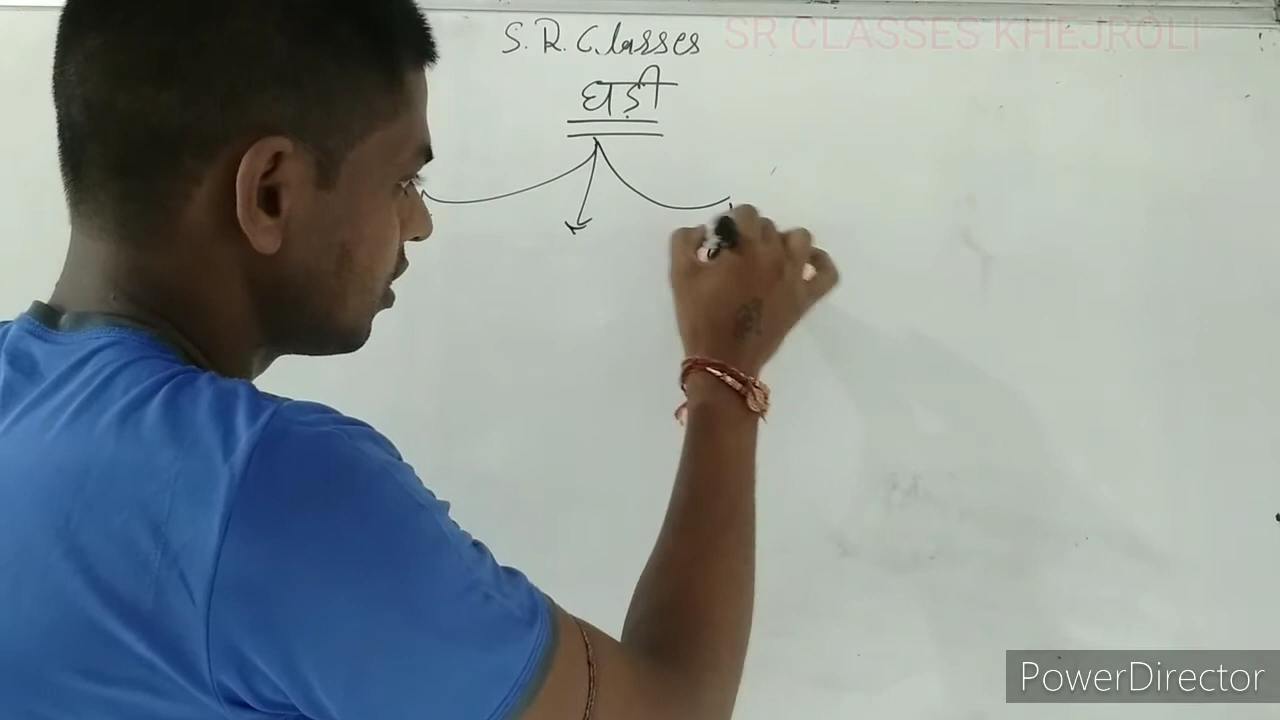 S. R. Classes
SR CLASSES KHEJROLI
घड़ी
PowerDirector